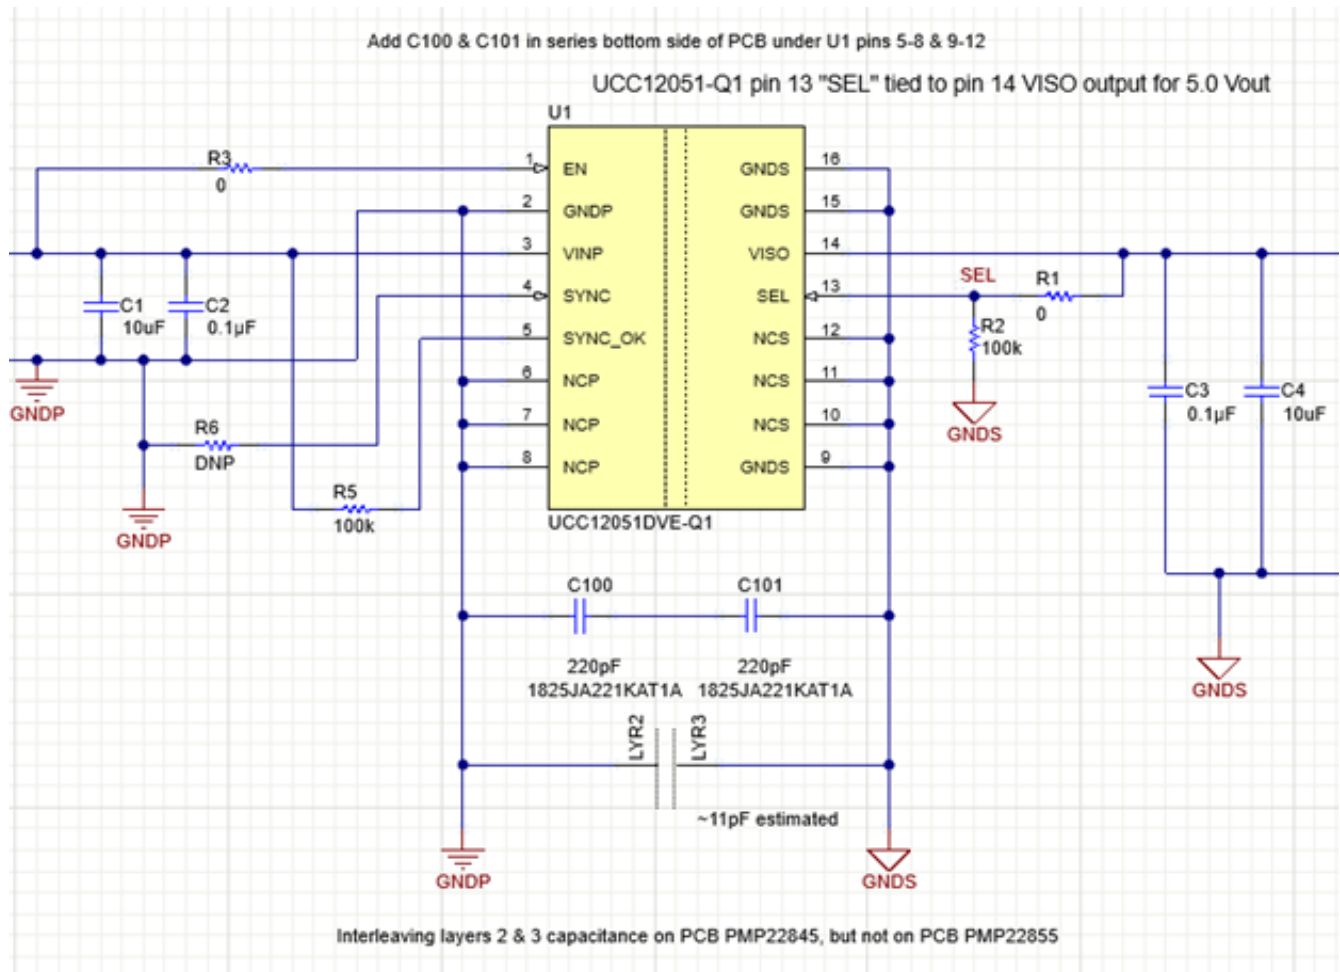 Add C100 & C101 in series bottom side of PCB under U1 pins 5-8 & 9-12
UCC12051-Q1 pin 13 "SEL" tied to pin 14 VISO output for 5.0 Vout
U1
R3
0
1
EN
GNDS
16
2
GNDP
GNDS
15
3
VINP
VISO
14
4
SYNC
SEL
13
SEL
R1
0
C1
10uF
C2
0.1µF
5
SYNC_OK
NCS
12
R2
100k
6
NCP
NCS
11
7
NCP
NCS
10
8
NCP
GNDS
9
C3
0.1µF
C4
10uF
GNDP
GNDS
R6
DNP
R5
100k
GNDP
UCC12051DVE-Q1
C100
C101
220pF
220pF
1825JA221KAT1A
1825JA221KAT1A
GNDS
LYR2
LYR3
~11pF estimated
GNDP
GNDS
Interleaving layers 2 & 3 capacitance on PCB PMP22845, but not on PCB PMP22855